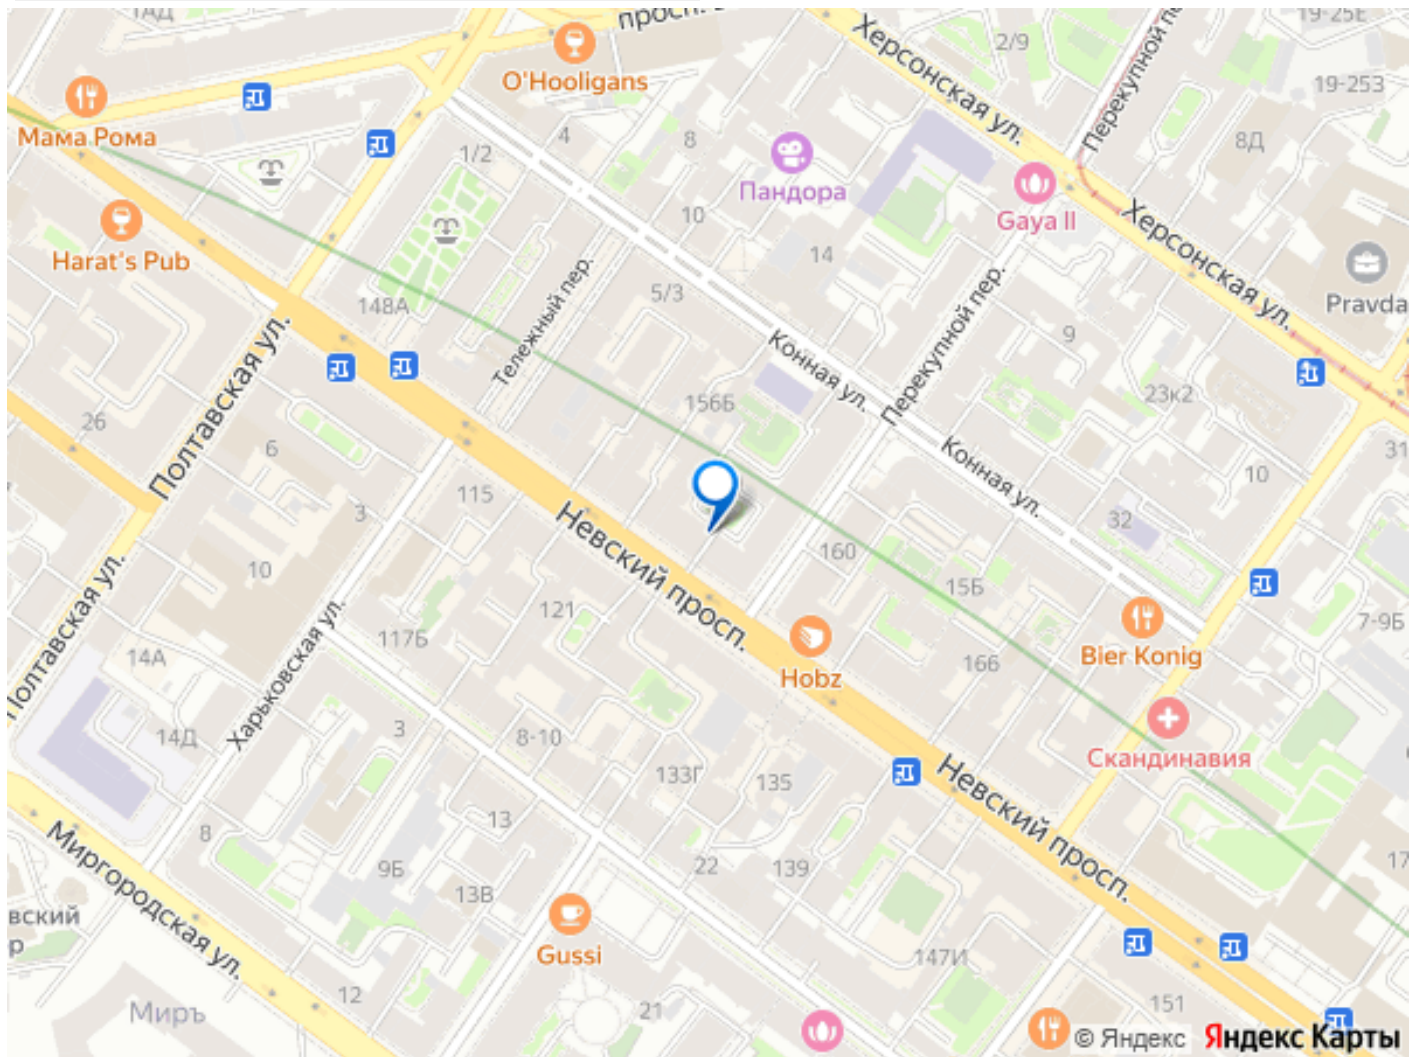 просп.
19-25Е
2/9
Херсонская ул.
Перекупной
O'Hooligans
19-253
Мама Рома
4
8
8Д
1/2
Пандора
Gaya II
10
Херсонская ул.
Harat's Pub
14
Тележный пер.
5/3
Перекупной пер.
148А
Pravda
Полтавская ул.
Конная ул.
9
23к2
156Б
26
6
Конная ул.
31
10
115
3
Невский просп.
32
160
10
15Б
121
Полтавская ул.
7-9Б
117Б
Харьковская ул.
Bier Konig
14А
166
Hobz
3
14Д
8-10
Скандинавия
133Г
135
Невский просп.
13
8
Миргородская ул.
22
139
9Б
17
13В
вский
р
Gussi
147И
12
Миръ
21
151
© Яндекс Яндекс Карты